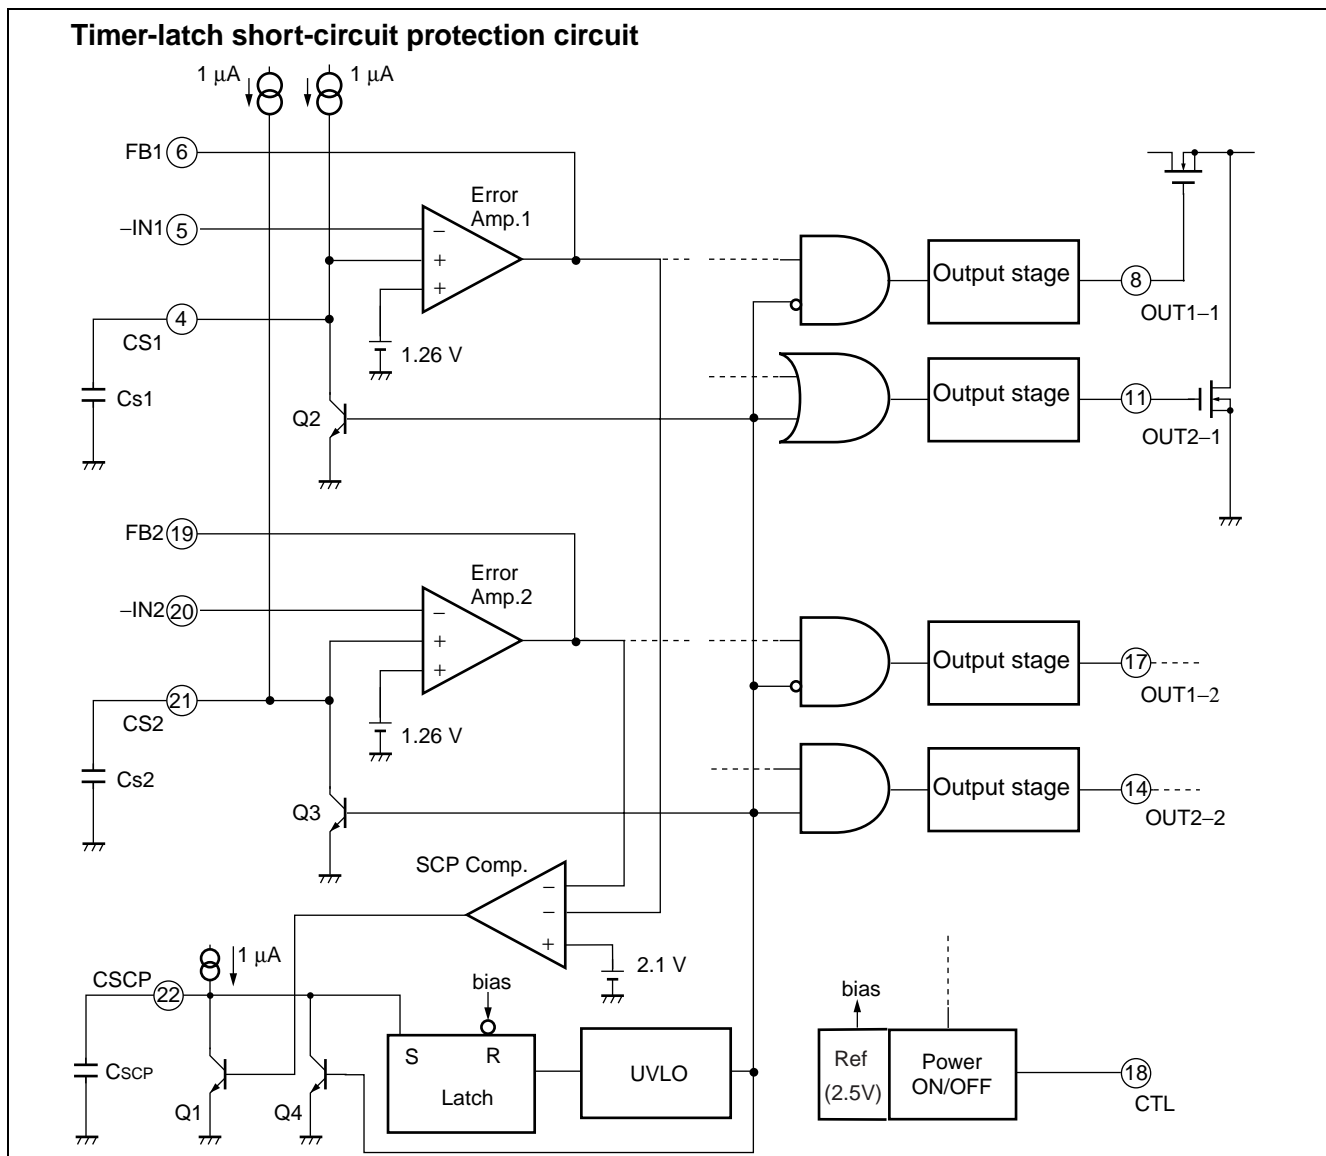 Timer-latch short-circuit protection circuit
1 μA
1 μA
FB1 6
Error
Amp.1
–IN1 5
−
+
+
Output stage
8
OUT1–1
4
CS1
1.26 V
Cs1
Output stage
11
OUT2–1
Q2
FB2 19
Error
Amp.2
–IN2 20
−
+
+
Output stage
17
OUT1–2
21
CS2
1.26 V
Cs2
Output stage
14
OUT2–2
Q3
SCP Comp.
−
−
+
2.1 V
1 μA
CSCP 22
bias
bias
S
R
Latch
UVLO
Ref
(2.5V)
Power
ON/OFF
18
CTL
CSCP
Q1
Q4